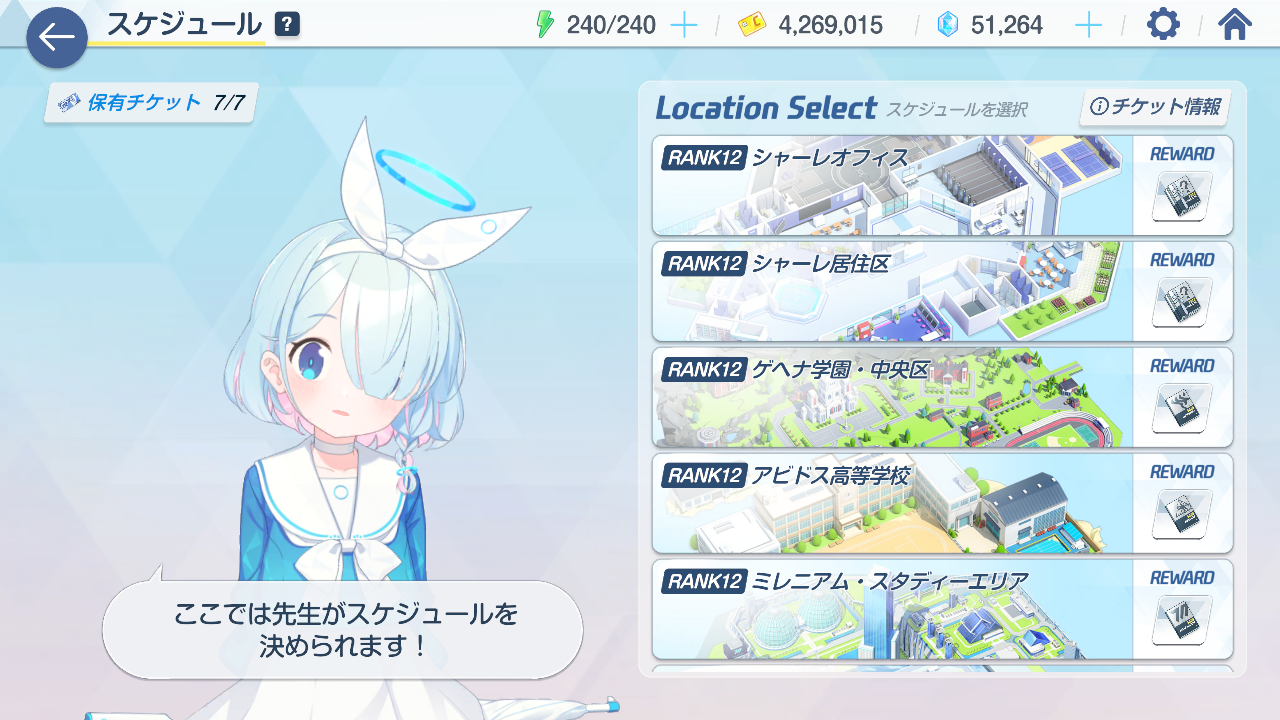 スケジュール ?
240/240
4,269,015
51,264
保有チケット 7/7
Location Select スケジュールを選択
チケット情報
RANK12 シャーレオフィス
REWARD
RANK12 シャーレ居住区
REWARD
RANK12 ゲヘナ学園・中央区
REWARD
RANK12 アビドス高等学校
REWARD
RANK12 ミレニアム・スタディーエリア
REWARD
ここでは先生がスケジュールを
決められます！